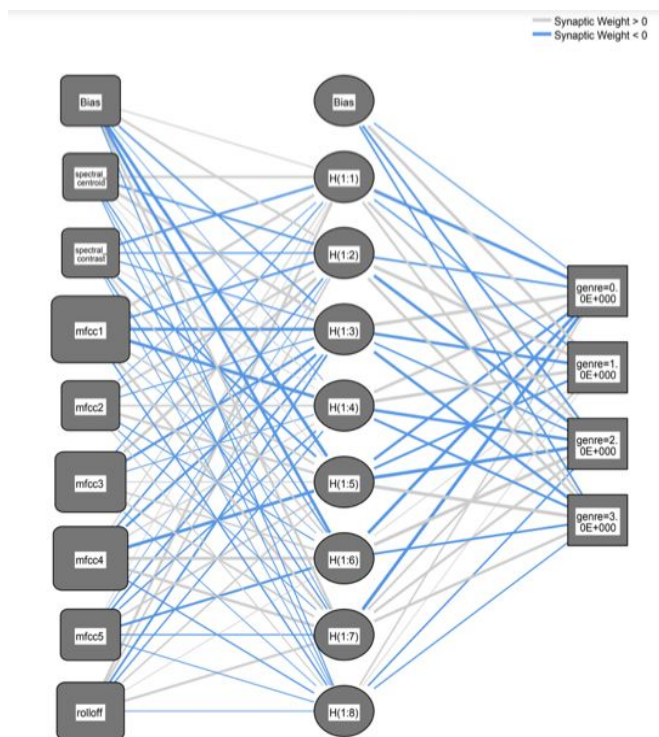 Synaptic Weight > 0
Synaptic Weight < 0
Bias
spectral_
centroid
spectral_
contrast
mfcc1
mfcc2
mfcc3
mfcc4
mfcc5
rolloff
Bias
H(1:1)
H(1:2)
H(1:3)
H(1:4)
H(1:5)
H(1:6)
H(1:7)
H(1:8)
genre=0.
0E+000
genre=1.
0E+000
genre=2.
0E+000
genre=3.
0E+000